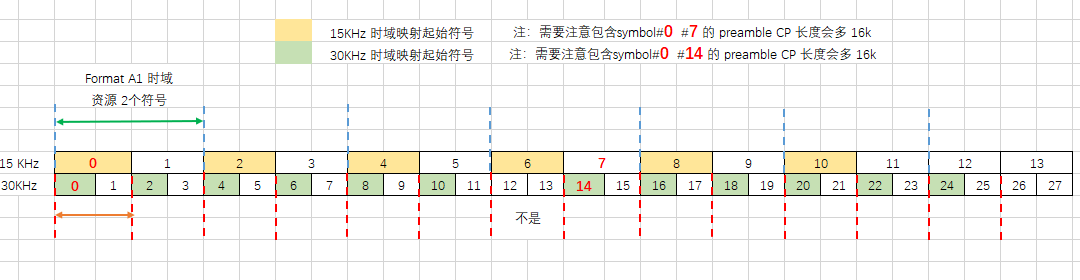 15KHz 时域映射起始符号 注：需要注意包含symbol#0 #7 的 preamble CP 长度会多 16k
30KHz 时域映射起始符号 注：需要注意包含symbol#0 #14 的 preamble CP 长度会多 16k
Format A1 时域
资源 2个符号
15 KHz 0 1 2 3 4 5 6 7 8 9 10 11 12 13
30KHz 0 1 2 3 4 5 6 7 8 9 10 11 12 13 14 15 16 17 18 19 20 21 22 23 24 25 26 27
不是